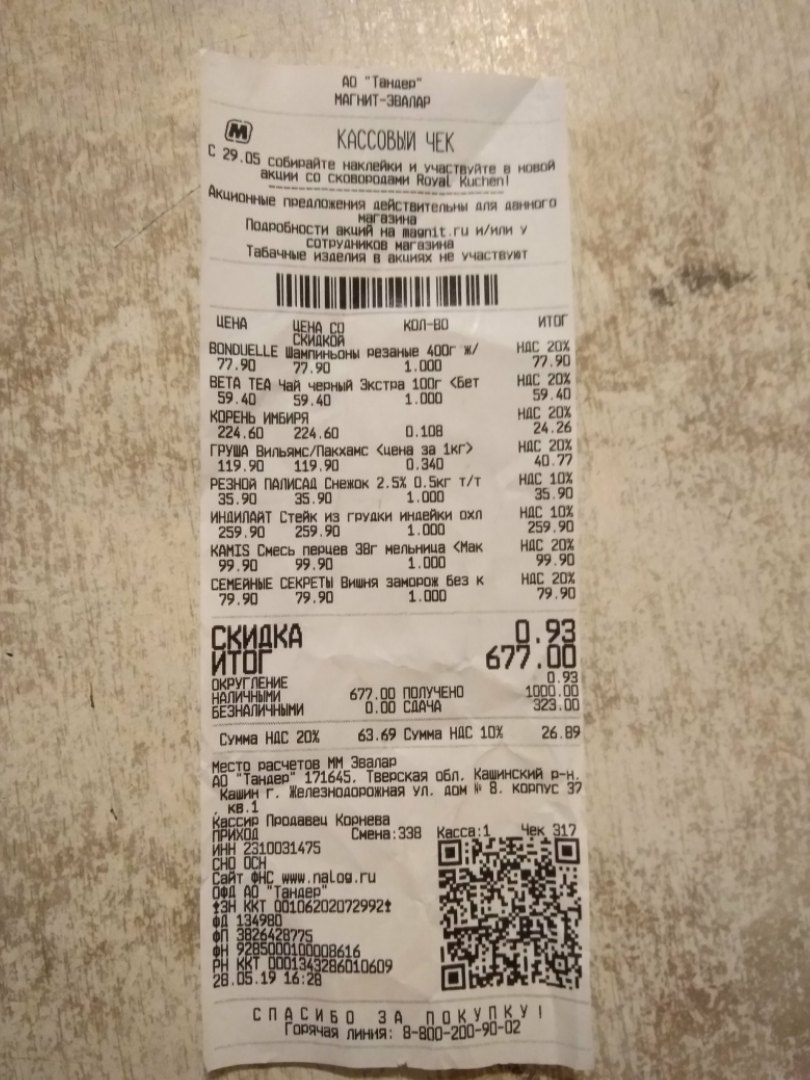 АО "Тандер"
МАГНИТ-ЭВАЛАР
М
КАССОВЫЙ ЧЕК
С 29.05 собирайте наклейки и участвуйте в новой
акции со сковородами Royal Kuchen!
Акционные предложения действительны для данного
магазина
Подробности акций на magnit.ru и/или у
сотрудников магазина
Табачные изделия в акциях не участвуют
ЦЕНА ЦЕНА СО СКИДКОЙ КОЛ-ВО ИТОГ
BONDUELLE Шампиньоны резаные 400г ж/ НДС 20%
77.90 77.90 1.000 77.90
BETA TEA Чай черный Экстра 100г <Бет НДС 20%
59.40 59.40 1.000 59.40
КОРЕНЬ ИМБИРЯ НДС 20%
224.60 224.60 0.108 24.26
ГРУША Вильямс/Пакхамс <цена за 1кг> НДС 20%
119.90 119.90 0.340 40.77
РЕЗНОЙ ПАЛИСАД Снежок 2.5% 0.5кг т/т НДС 10%
35.90 35.90 1.000 35.90
ИНДИЛАЙТ Стейк из грудки индейки охл НДС 10%
259.90 259.90 1.000 259.90
KAMIS Смесь перцев 38г мельница <Мак НДС 20%
99.90 99.90 1.000 99.90
СЕМЕЙНЫЕ СЕКРЕТЫ Вишня заморож без к НДС 20%
79.90 79.90 1.000 79.90
СКИДКА 0.93
ИТОГ 677.00
ОКРУГЛЕНИЕ 0.93
НАЛИЧНЫМИ 677.00 ПОЛУЧЕНО 1000.00
БЕЗНАЛИЧНЫМИ 0.00 СДАЧА 323.00
Сумма НДС 20% 63.69 Сумма НДС 10% 26.89
Место расчетов ММ Эвалар
АО "Тандер" 171645, Тверская обл, Кашинский р-н,
Кашин г, Железнодорожная ул, дом № 8, корпус 37
, кв.1
Кассир Продавец Корнева
ПРИХОД Смена:338 Касса:1 Чек 317
ИНН 2310031475
СНО ОСН
Сайт ФНС www.nalog.ru
ОФД АО "Тандер"
ЗН ККТ 00106202072992
ФД 134980
ФП 3826428775
ФН 9285000100008616
РН ККТ 0001343286010609
28.05.19 16:28
СПАСИБО ЗА ПОКУПКУ!
Горячая линия: 8-800-200-90-02